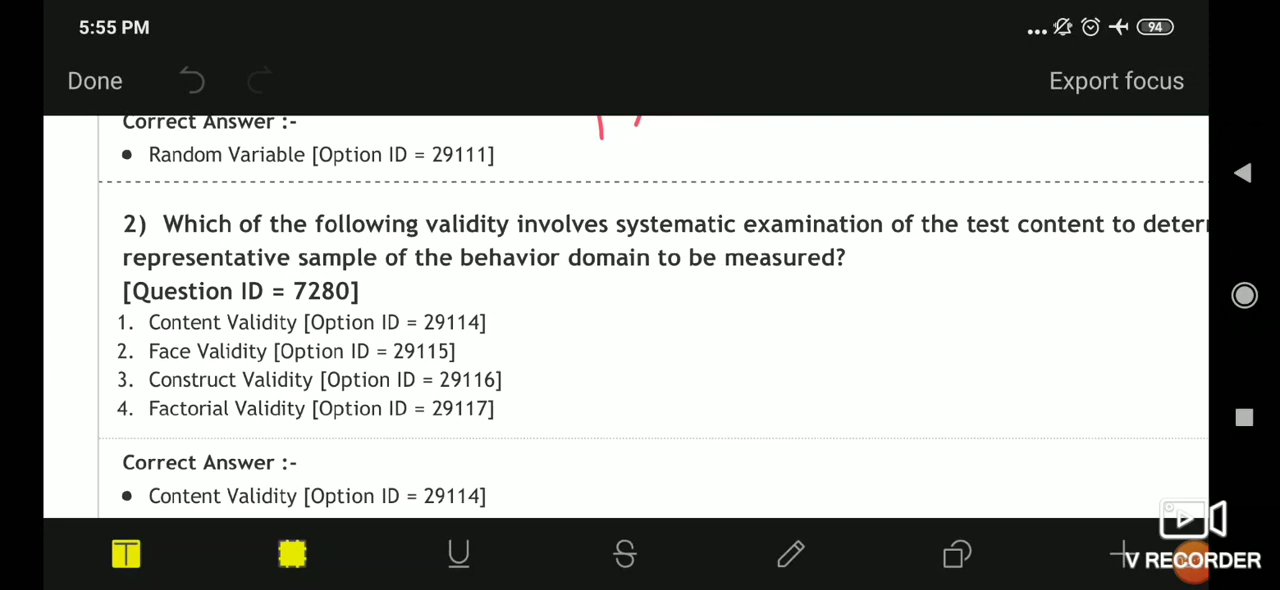 5:55 PM
94
Done
Export focus
Correct Answer :-
• Random Variable [Option ID = 29111]
2) Which of the following validity involves systematic examination of the test content to deter
representative sample of the behavior domain to be measured?
[Question ID = 7280]
1. Content Validity [Option ID = 29114]
2. Face Validity [Option ID = 29115]
3. Construct Validity [Option ID = 29116]
4. Factorial Validity [Option ID = 29117]
Correct Answer :-
• Content Validity [Option ID = 29114]
T
U
S
V RECORDER